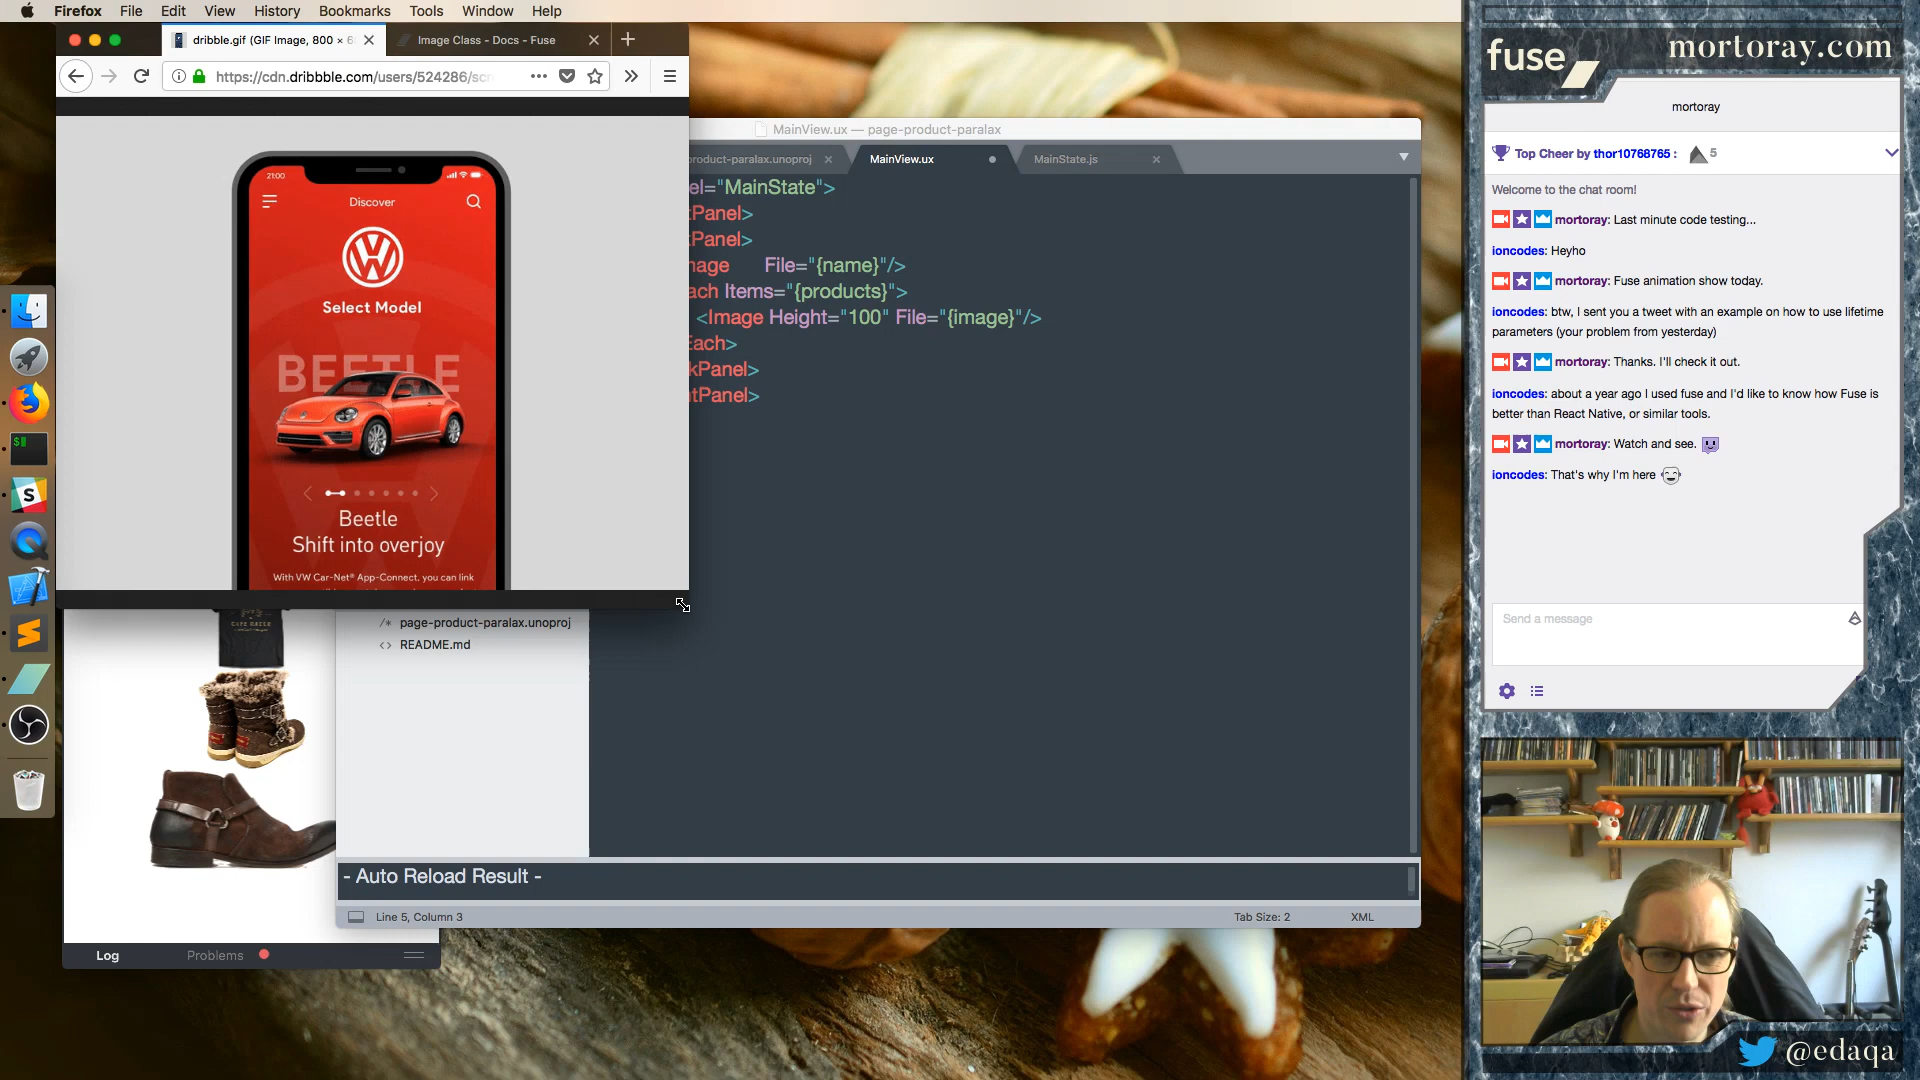 Firefox File Edit View History Bookmarks Tools Window Help
dribble.gif (GIF Image, 800 × 6
Image Class - Docs - Fuse
https://cdn.dribbble.com/users/524286/scr
21:00
Discover
Select Model
BEETLE
Beetle
Shift into overjoy
With VW Car-Net® App-Connect, you can link
MainView.ux — page-product-paralax
roduct-paralax.unoproj
MainView.ux
MainState.js
el="MainState">
tPanel>
kPanel>
nage File="{name}"/>
ach Items="{products}">
<Image Height="100" File="{image}"/>
Each>
kPanel>
ntPanel>
/* page-product-paralax.unoproj
<> README.md
- Auto Reload Result -
Line 5, Column 3
Tab Size: 2
XML
Log
Problems
fuse
mortoray.com
mortoray
Top Cheer by thor10768765 : 5
Welcome to the chat room!
mortoray: Last minute code testing...
ioncodes: Heyho
mortoray: Fuse animation show today.
ioncodes: btw, I sent you a tweet with an example on how to use lifetime
parameters (your problem from yesterday)
mortoray: Thanks. I'll check it out.
ioncodes: about a year ago I used fuse and I'd like to know how Fuse is
better than React Native, or similar tools.
mortoray: Watch and see.
ioncodes: That's why I'm here
Send a message
@edaqa